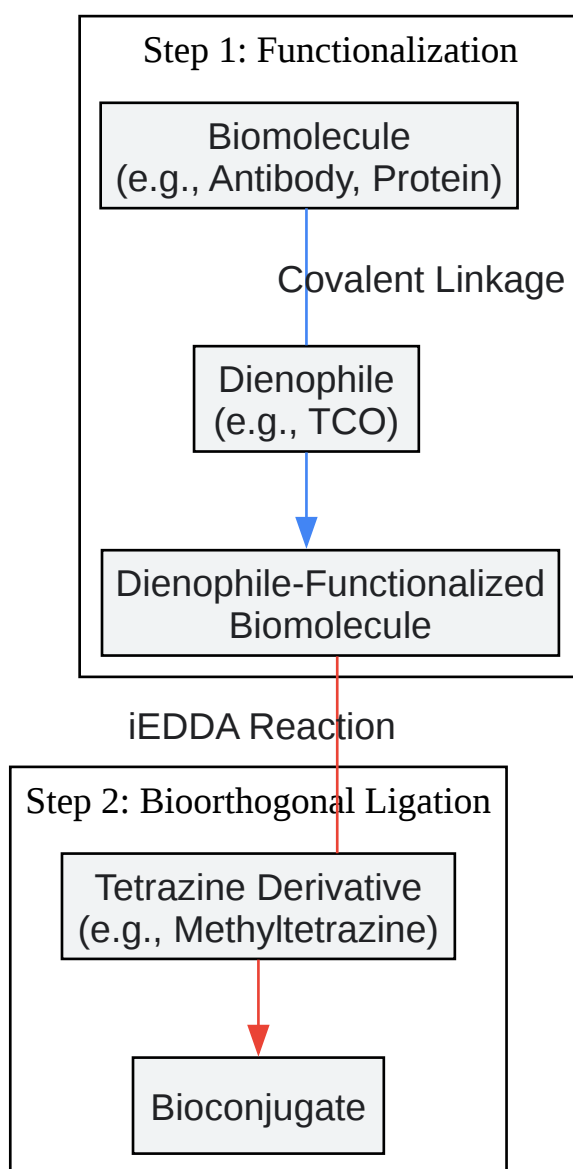 Step 1: Functionalization
Biomolecule
(e.g., Antibody, Protein)
Covalent Linkage
Dienophile
(e.g., TCO)
Dienophile-Functionalized
Biomolecule
iEDDA Reaction
Step 2: Bioorthogonal Ligation
Tetrazine Derivative
(e.g., Methyltetrazine)
Bioconjugate